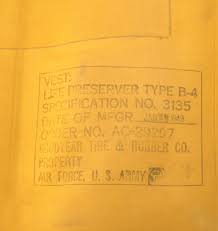 VEST:
LIFE PRESERVER TYPE B-4
SPECIFICATION NO. 3135
DATE OF MFGR.
ORDER-NO. AC-29207
GOODYEAR TIRE & RUBBER CO.
PROPERTY
AIR FORCE, U.S. ARMY